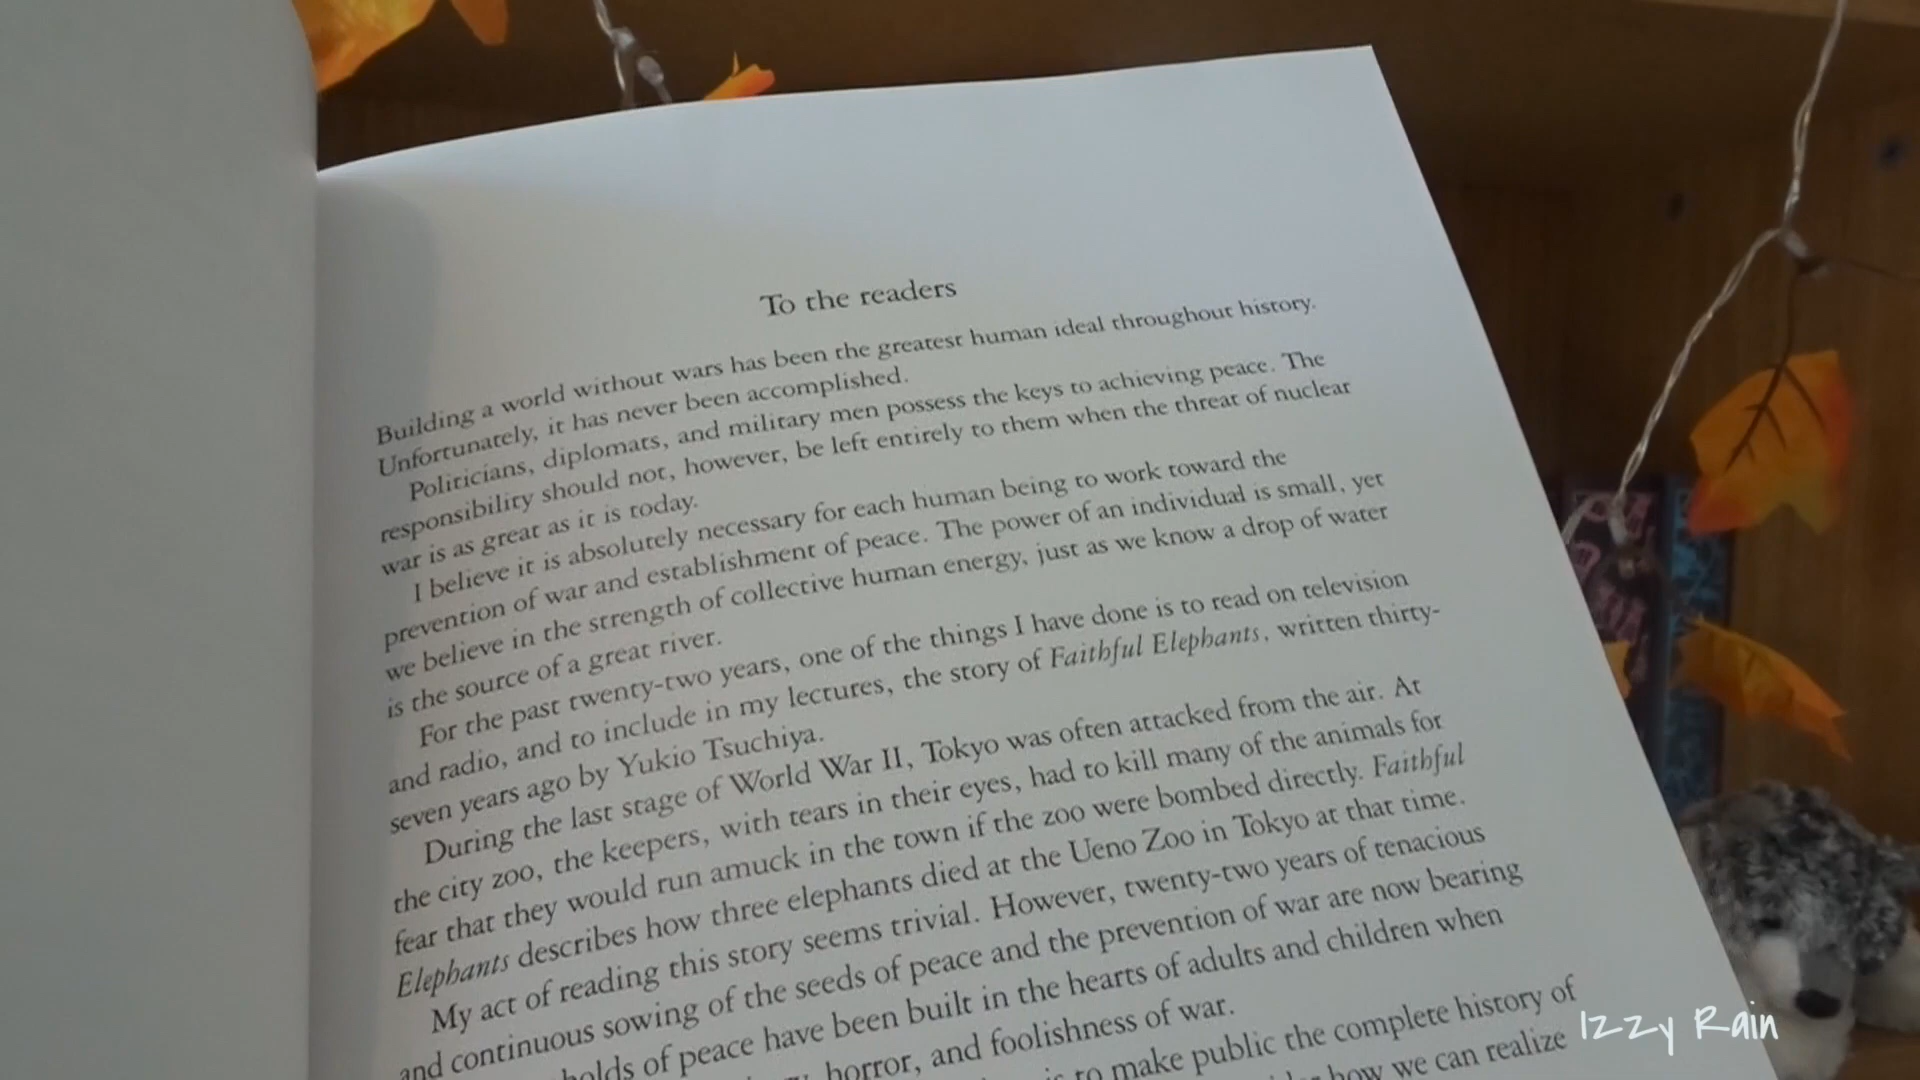 To the readers
Building a world without wars has been the greatest human ideal throughout history.
Unfortunately, it has never been accomplished.
Politicians, diplomats, and military men possess the keys to achieving peace. The
responsibility should not, however, be left entirely to them when the threat of nuclear
war is as great as it is today.
I believe it is absolutely necessary for each human being to work toward the
prevention of war and establishment of peace. The power of an individual is small, yet
we believe in the strength of collective human energy, just as we know a drop of water
is the source of a great river.
For the past twenty-two years, one of the things I have done is to read on television
and radio, and to include in my lectures, the story of Faithful Elephants, written thirty-
seven years ago by Yukio Tsuchiya.
During the last stage of World War II, Tokyo was often attacked from the air. At
the city zoo, the keepers, with tears in their eyes, had to kill many of the animals for
fear that they would run amuck in the town if the zoo were bombed directly. Faithful
Elephants describes how three elephants died at the Ueno Zoo in Tokyo at that time.
My act of reading this story seems trivial. However, twenty-two years of tenacious
and continuous sowing of the seeds of peace and the prevention of war are now bearing
holds of peace have been built in the hearts of adults and children when
horror, and foolishness of war.
is to make public the complete history of
how we can realize
Izzy Rain